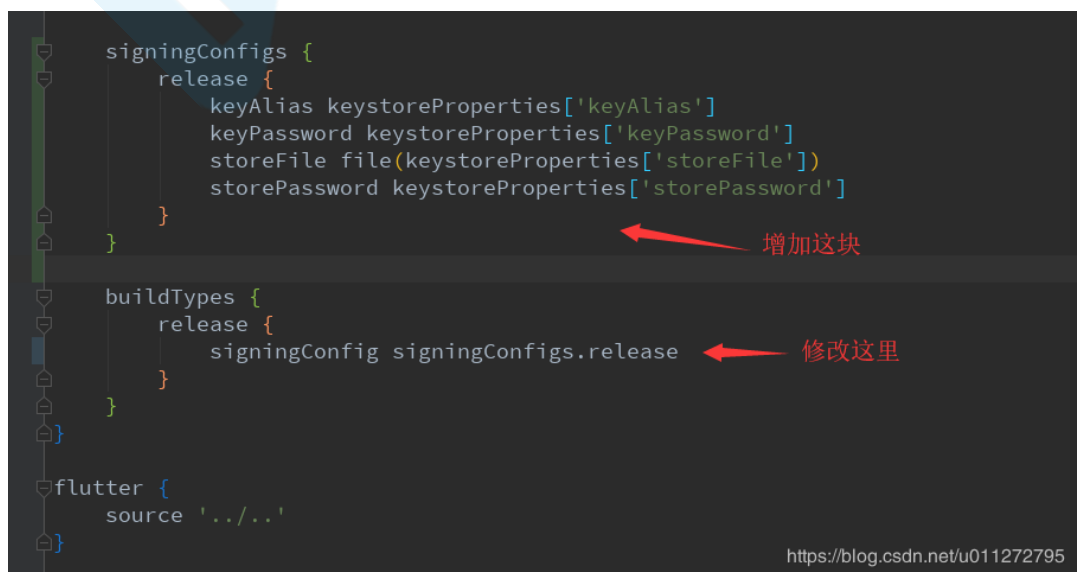 signingConfigs {
release {
keyAlias keystoreProperties['keyAlias']
keyPassword keystoreProperties['keyPassword']
storeFile file(keystoreProperties['storeFile'])
storePassword keystoreProperties['storePassword']
}
增加这块
}
buildTypes {
release {
signingConfig signingConfigs.release 修改这里
}
}
}
flutter {
source '../..'
}
https://blog.csdn.net/u011272795